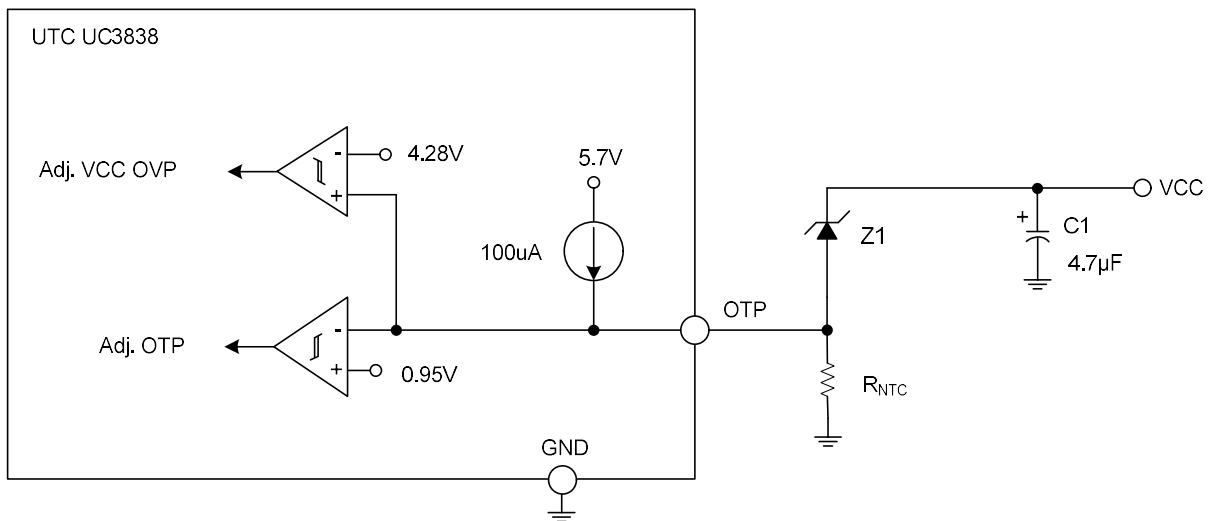 UTC UC3838
4.28V
-
+
Adj. VCC OVP
5.7V
100uA
VCC
+
C1
4.7µF
Z1
OTP
-
+
Adj. OTP
0.95V
RNTC
GND